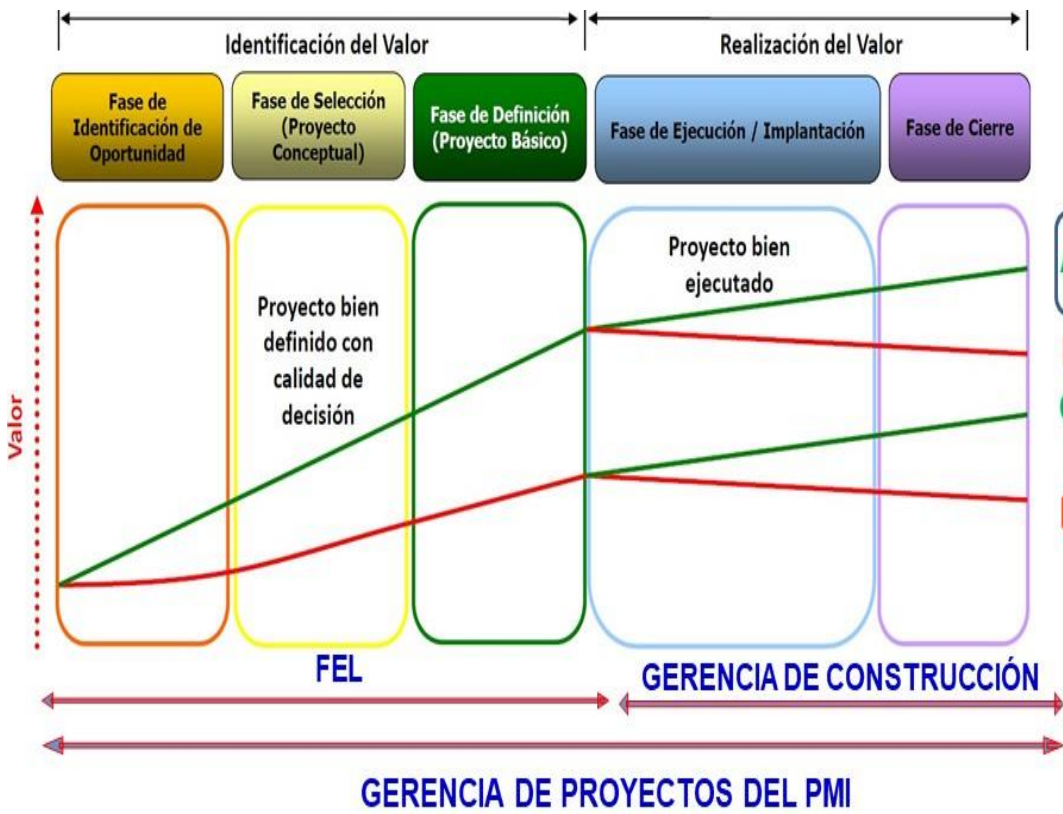 Identificación del Valor
Realización del Valor
Fase de
Identificación de
Oportunidad
Fase de Selección
(Proyecto
Conceptual)
Fase de Definición
(Proyecto Básico)
Fase de Ejecución / Implantación
Fase de Cierre
Valor
Proyecto bien
definido con
calidad de
decisión
Proyecto bien
ejecutado
FEL
GERENCIA DE CONSTRUCCIÓN
GERENCIA DE PROYECTOS DEL PMI